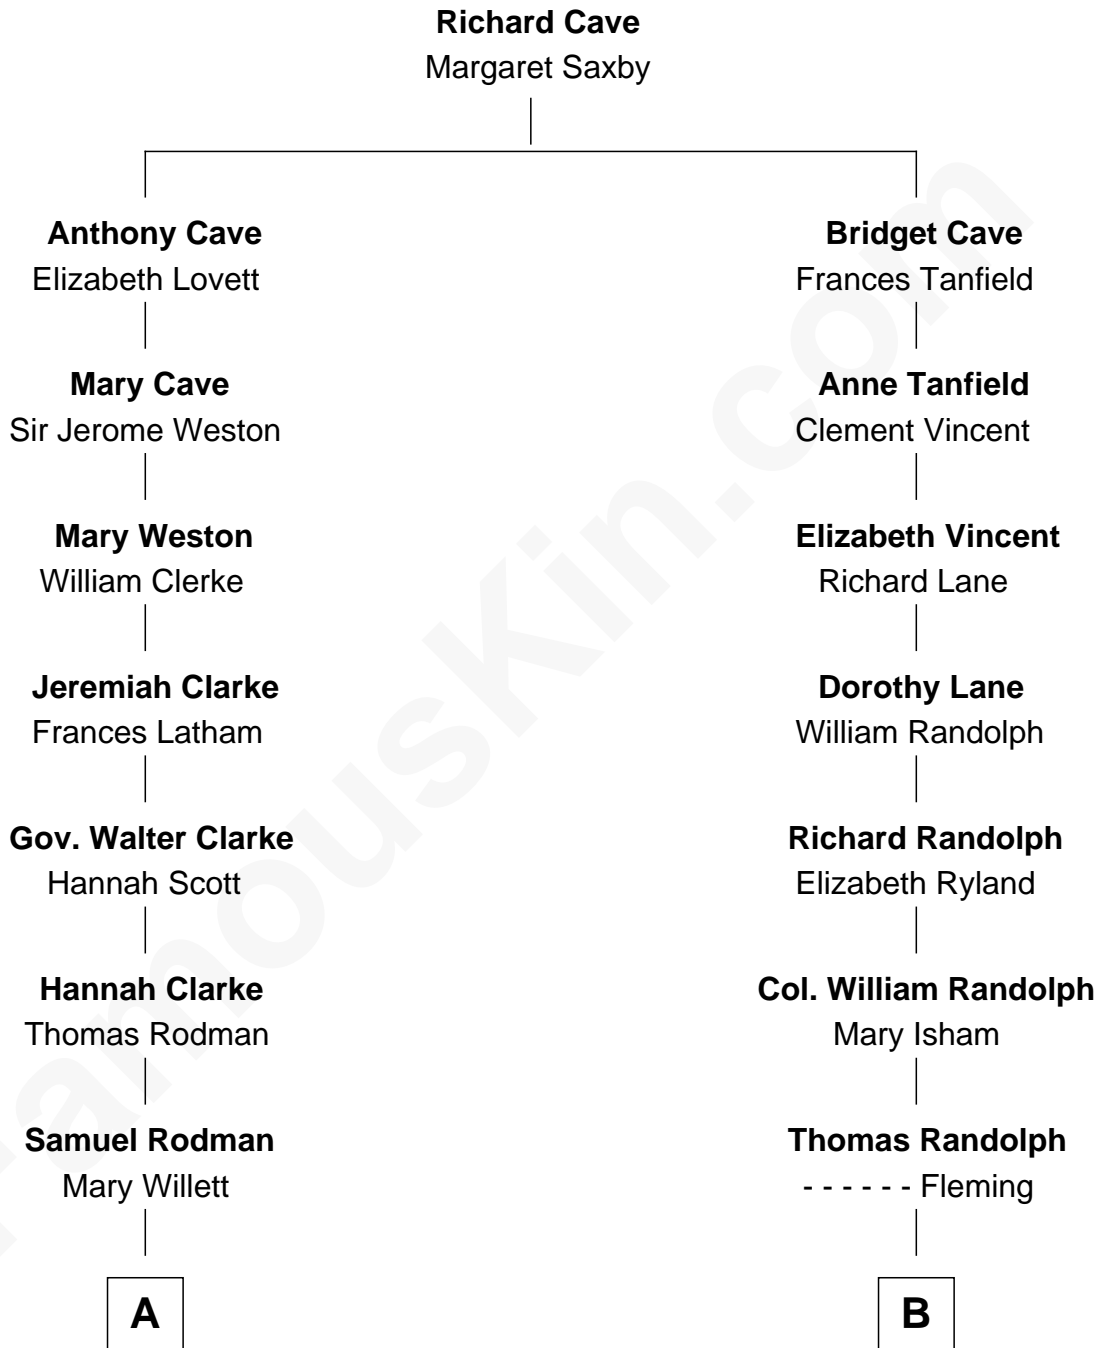 Richard Cave
Margaret Saxby
Anthony Cave
Elizabeth Lovett
Mary Cave
Sir Jerome Weston
Mary Weston
William Clerke
Jeremiah Clarke
Frances Latham
Gov. Walter Clarke
Hannah Scott
Hannah Clarke
Thomas Rodman
Samuel Rodman
Mary Willett
A
Bridget Cave
Frances Tanfield
Anne Tanfield
Clement Vincent
Elizabeth Vincent
Richard Lane
Dorothy Lane
William Randolph
Richard Randolph
Elizabeth Ryland
Col. William Randolph
Mary Isham
Thomas Randolph
- - - - - - Fleming
B
FamousKin.com